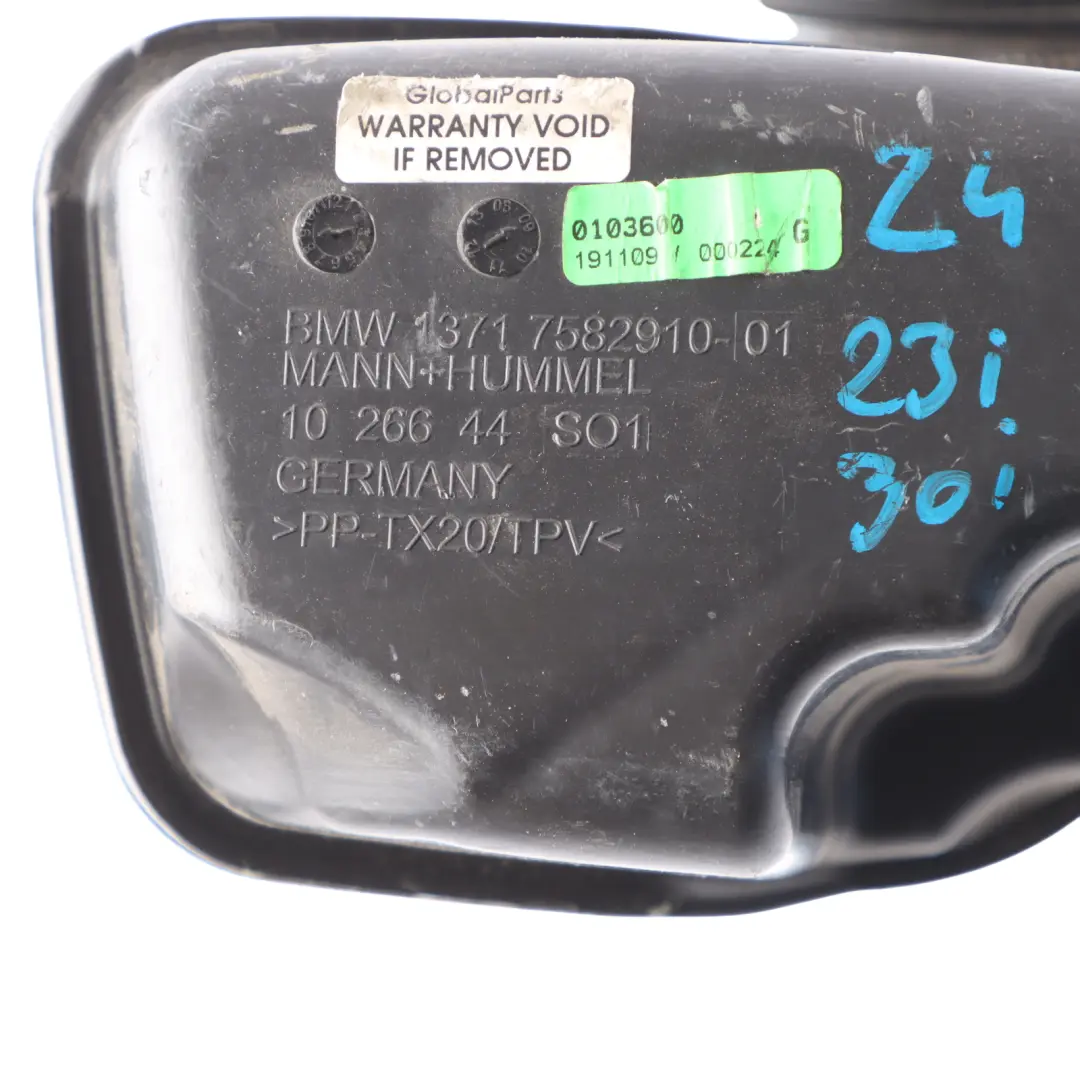 GlobalParts
WARRANTY VOID
IF REMOVED
0103600 G
191109 / 000224
Z4
23i
30i
BMW 1371 7582910-01
MANN+HUMMEL
10 266 44 S01
GERMANY
>PP-TX20/TPV<